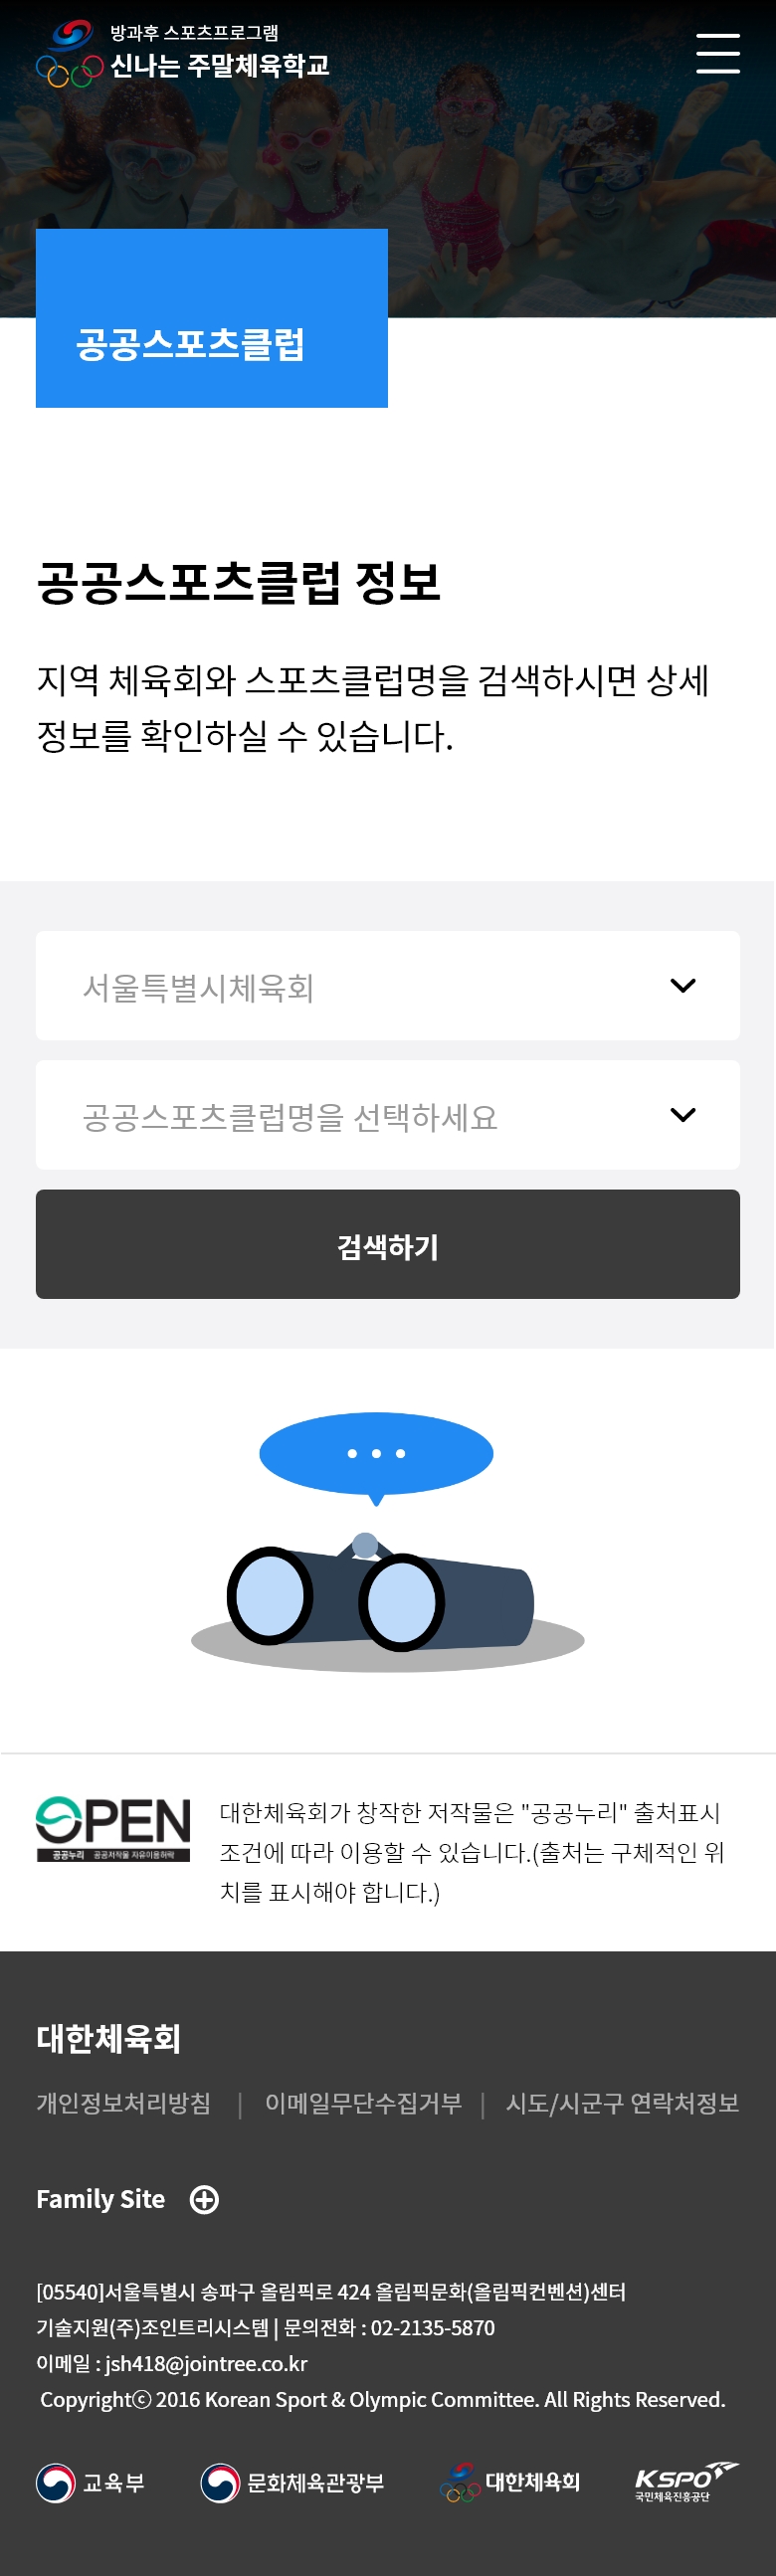 방과후 스포츠프로그램
신나는 주말체육학교
공공스포츠클럽
공공스포츠클럽 정보
지역 체육회와 스포츠클럽명을 검색하시면 상세
정보를 확인하실 수 있습니다.
서울특별시체육회
공공스포츠클럽명을 선택하세요
검색하기
OPEN
공공누리 공공저작물 자유이용허락
대한체육회가 창작한 저작물은 "공공누리" 출처표시
조건에 따라 이용할 수 있습니다.(출처는 구체적인 위
치를 표시해야 합니다.)
대한체육회
개인정보처리방침 | 이메일무단수집거부 | 시도/시군구 연락처정보
Family Site
[05540]서울특별시 송파구 올림픽로 424 올림픽문화(올림픽컨벤션)센터
기술지원(주)조인트리시스템 | 문의전화 : 02-2135-5870
이메일 : jsh418@jointree.co.kr
Copyrightⓒ 2016 Korean Sport & Olympic Committee. All Rights Reserved.
교육부 문화체육관광부 대한체육회 KSPO
국민체육진흥공단